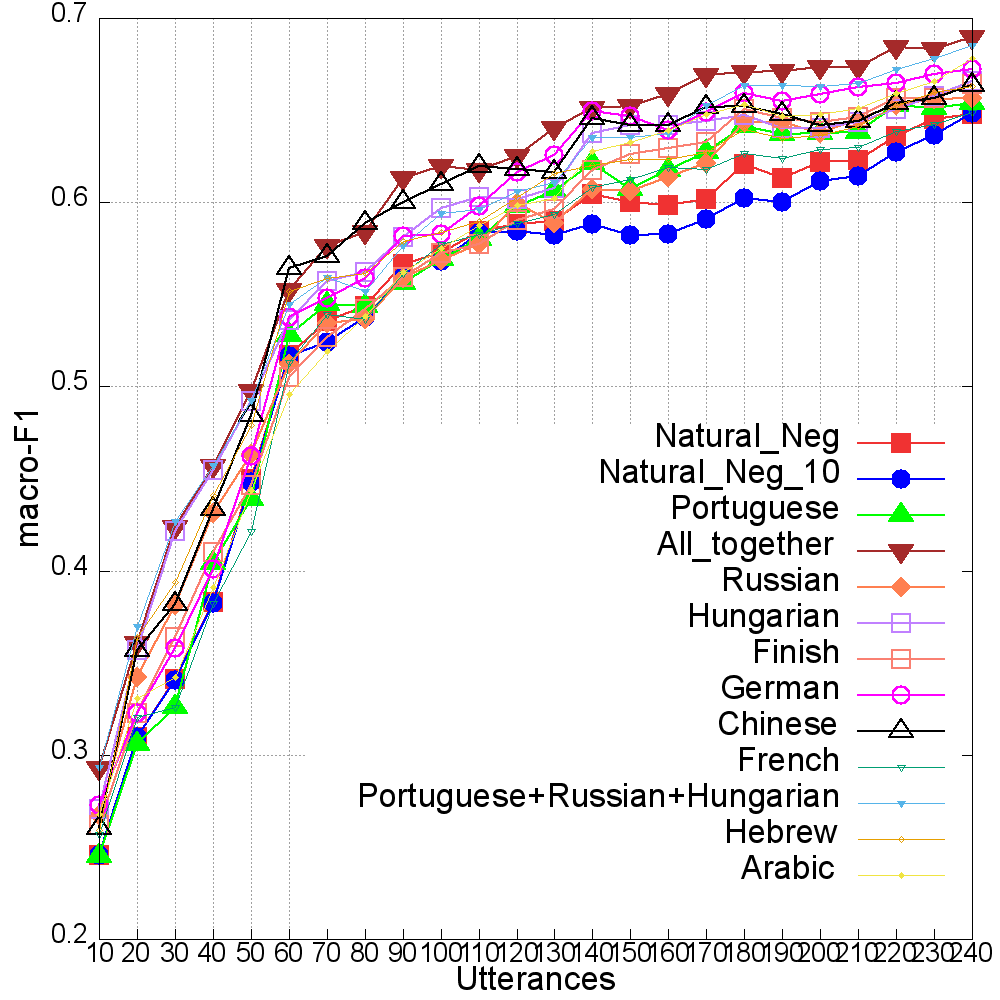 0.7
0.6
0.5
0.4
0.3
0.2
macro-F1
Natural_Neg
Natural_Neg_10
Portuguese
All_together
Russian
Hungarian
Finish
German
Chinese
French
Portuguese+Russian+Hungarian
Hebrew
Arabic
10 20 30 40 50 60 70 80 90 100 110 120 130 140 150 160 170 180 190 200 210 220 230 240
Utterances